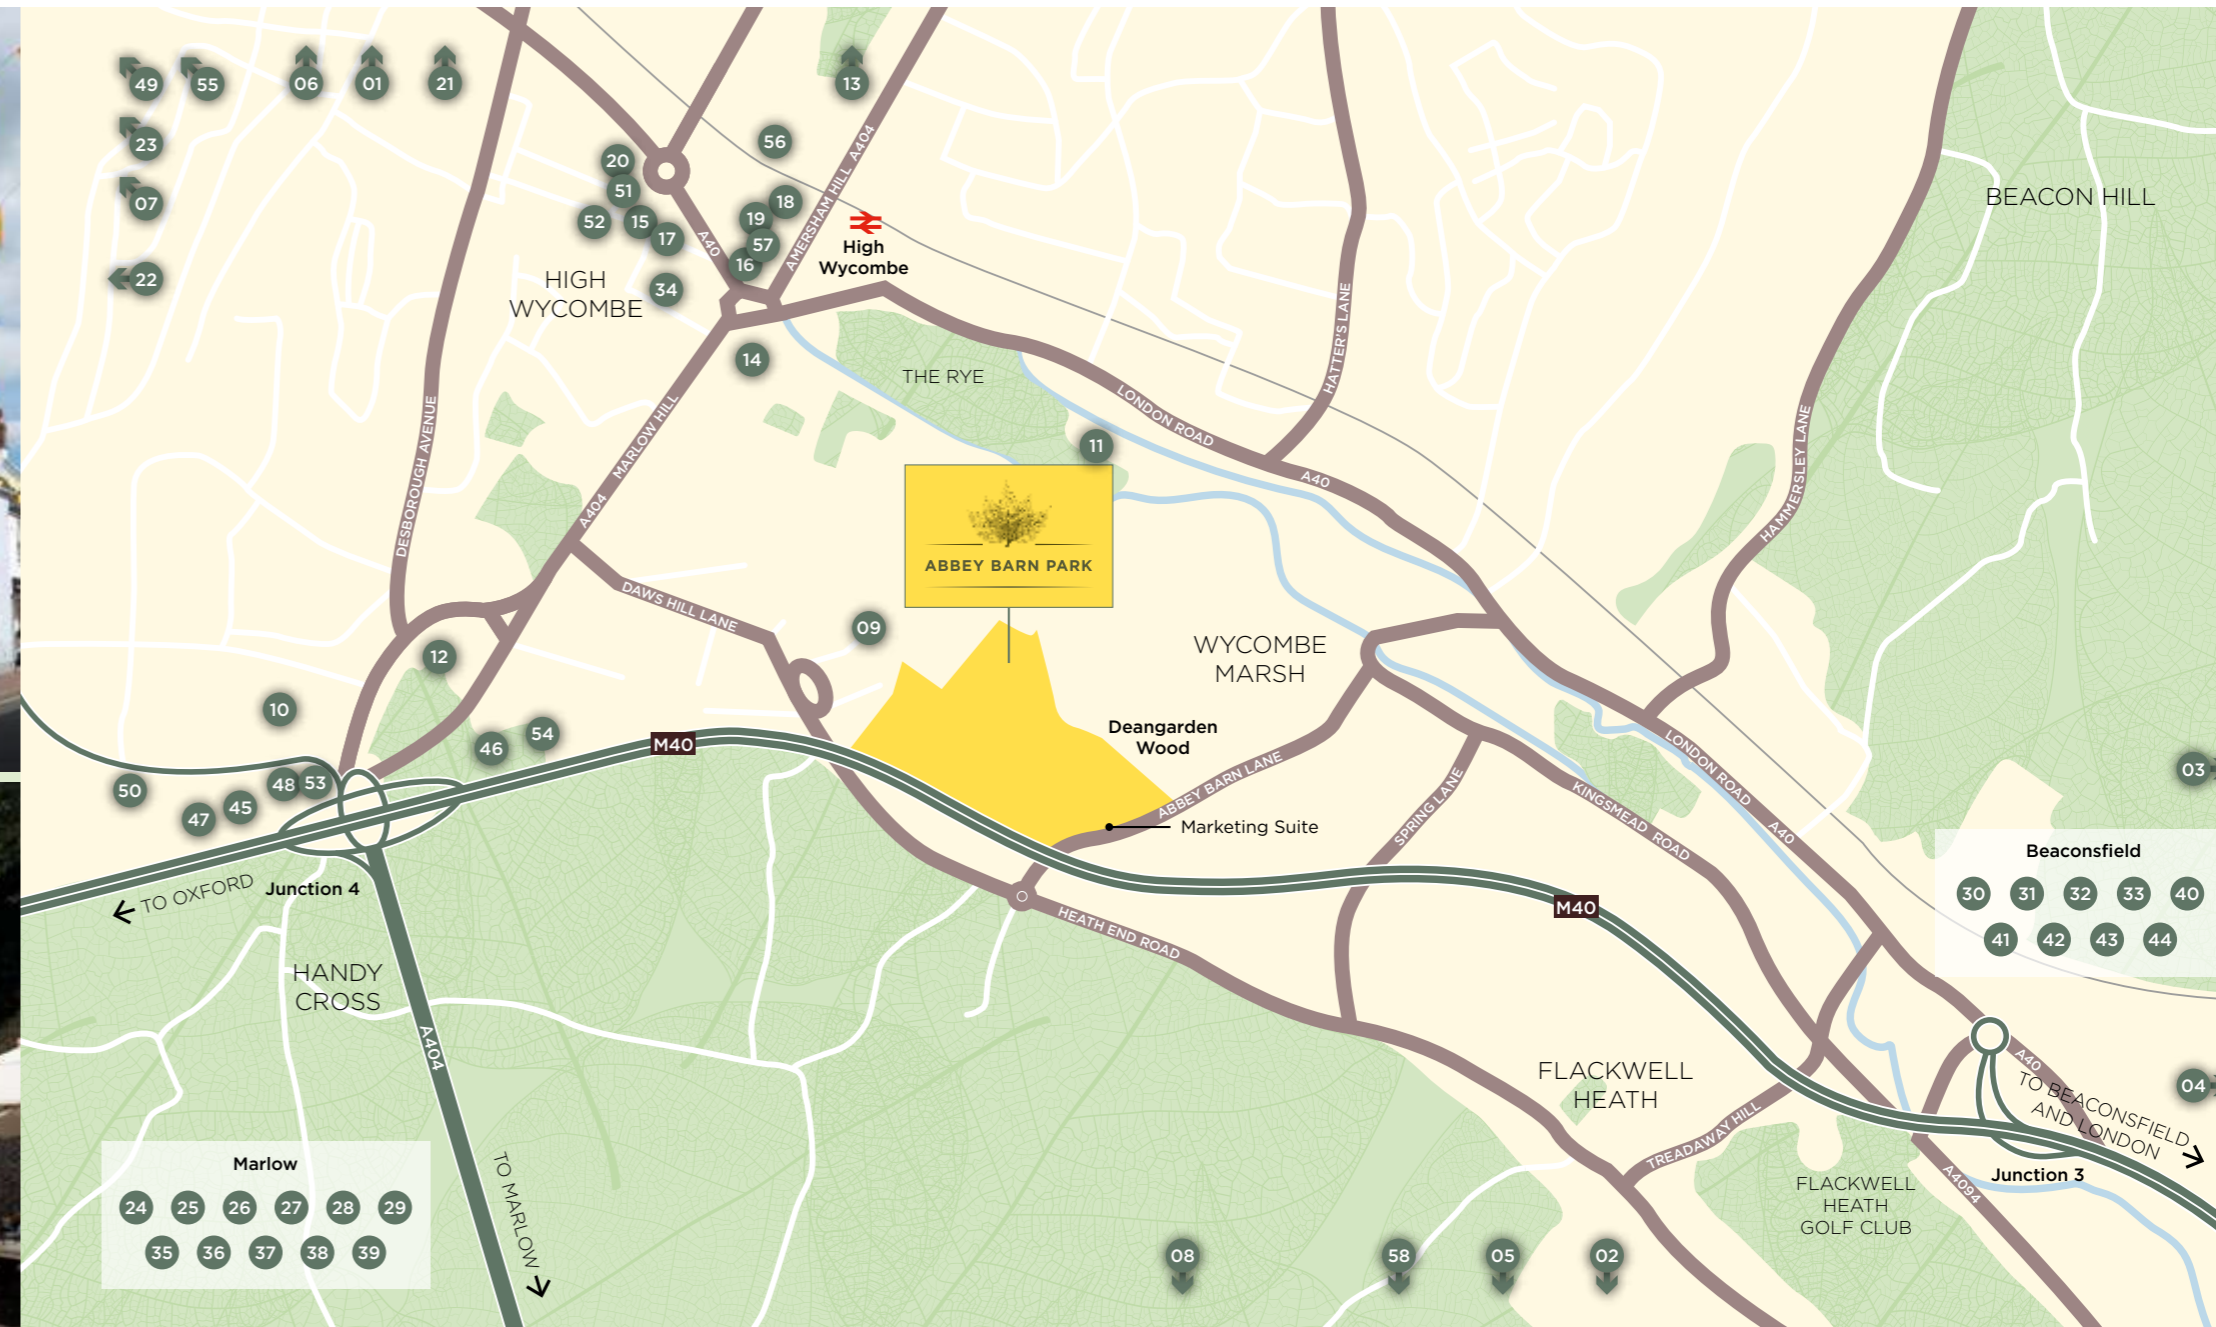 49
55
06
01
21
13
23
07
22
20
51
52
15
17
34
56
18
19
57
16
14
A40
AMERSHAM HILL A404
High
Wycombe
HIGH
WYCOMBE
BEACON HILL
THE RYE
LONDON ROAD
HATTER'S LANE
A40
HAMMERSLEY LANE
11
DESBOROUGH AVENUE
A404 MARLOW HILL
ABBEY BARN PARK
DAWS HILL LANE
09
12
10
WYCOMBE
MARSH
Deangarden
Wood
46
54
M40
50
47
45
48
53
ABBEY BARN LANE
Marketing Suite
SPRING LANE
KINGSMEAD ROAD
LONDON ROAD
A40
03
Beaconsfield
30
31
32
33
40
41
42
43
44
TO OXFORD
Junction 4
M40
HEATH END ROAD
HANDY
CROSS
A404
FLACKWELL
HEATH
TREADAWAY HILL
A40
TO BEACONSFIELD
AND LONDON
04
Junction 3
A4094
FLACKWELL
HEATH
GOLF CLUB
Marlow
24
25
26
27
28
29
35
36
37
38
39
TO MARLOW
08
58
05
02